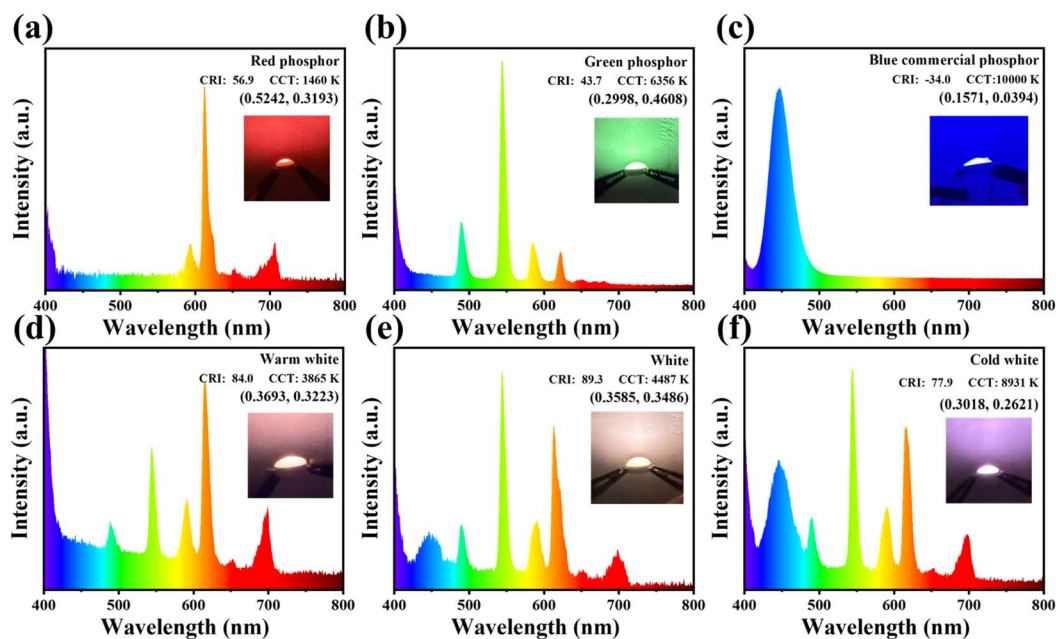 (a)
Red phosphor
CRI: 56.9 CCT: 1460 K
(0.5242, 0.3193)
Intensity (a.u.)
400 500 600 700 800
Wavelength (nm)
(b)
Green phosphor
CRI: 43.7 CCT: 6356 K
(0.2998, 0.4608)
Intensity (a.u.)
400 500 600 700 800
Wavelength (nm)
(c)
Blue commercial phosphor
CRI: -34.0 CCT:10000 K
(0.1571, 0.0394)
Intensity (a.u.)
400 500 600 700 800
Wavelength (nm)
(d)
Warm white
CRI: 84.0 CCT: 3865 K
(0.3693, 0.3223)
Intensity (a.u.)
400 500 600 700 800
Wavelength (nm)
(e)
White
CRI: 89.3 CCT: 4487 K
(0.3585, 0.3486)
Intensity (a.u.)
400 500 600 700 800
Wavelength (nm)
(f)
Cold white
CRI: 77.9 CCT: 8931 K
(0.3018, 0.2621)
Intensity (a.u.)
400 500 600 700 800
Wavelength (nm)